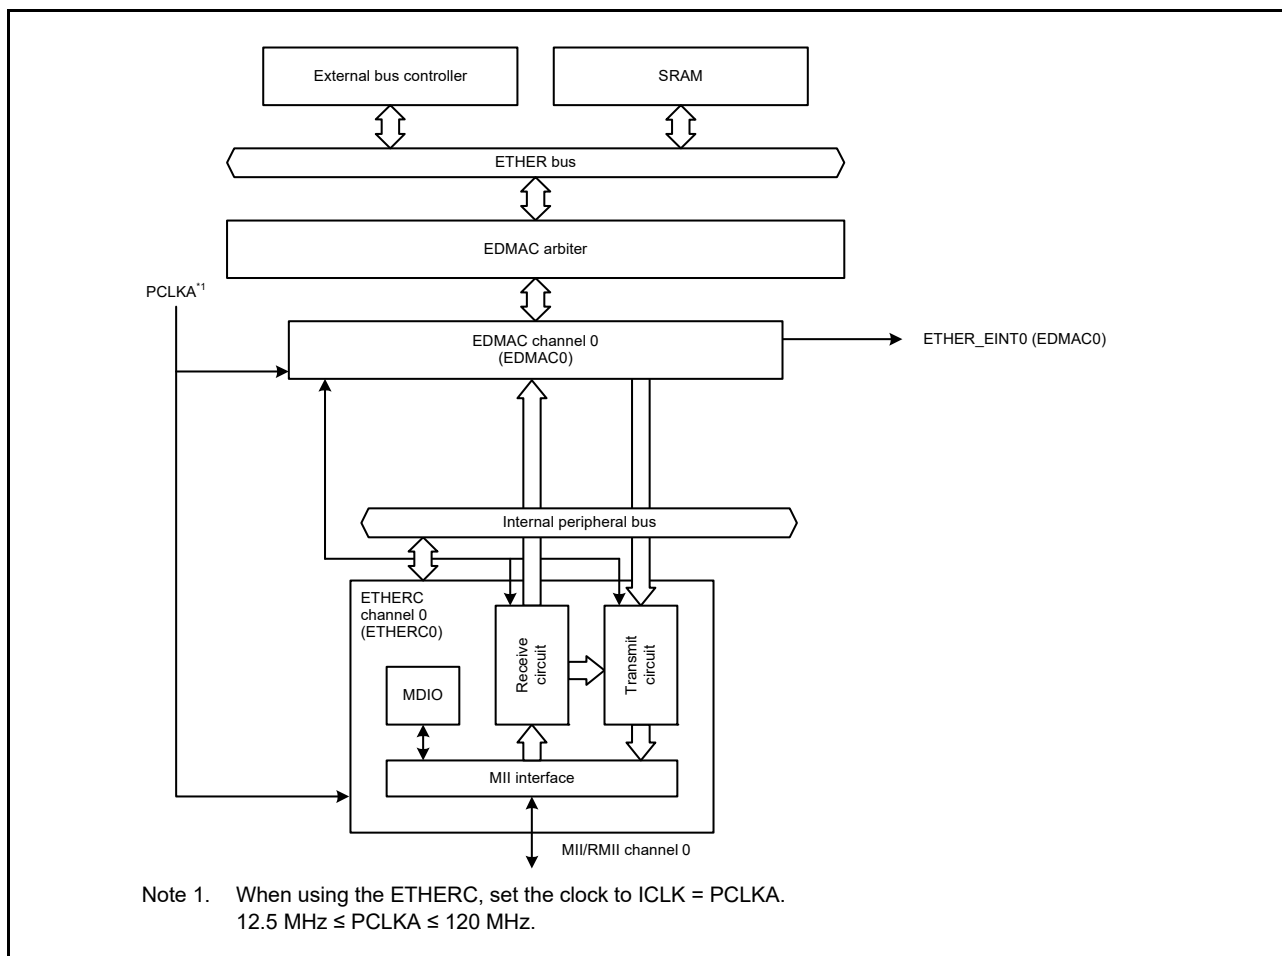 External bus controller
SRAM
ETHER bus
EDMAC arbiter
PCLKA*1
EDMAC channel 0
(EDMAC0)
ETHER_EINT0 (EDMAC0)
Internal peripheral bus
ETHERC
channel 0
(ETHERC0)
Receive
circuit
Transmit
circuit
MDIO
MII interface
MII/RMII channel 0
Note 1. When using the ETHERC, set the clock to ICLK = PCLKA.
12.5 MHz ≤ PCLKA ≤ 120 MHz.